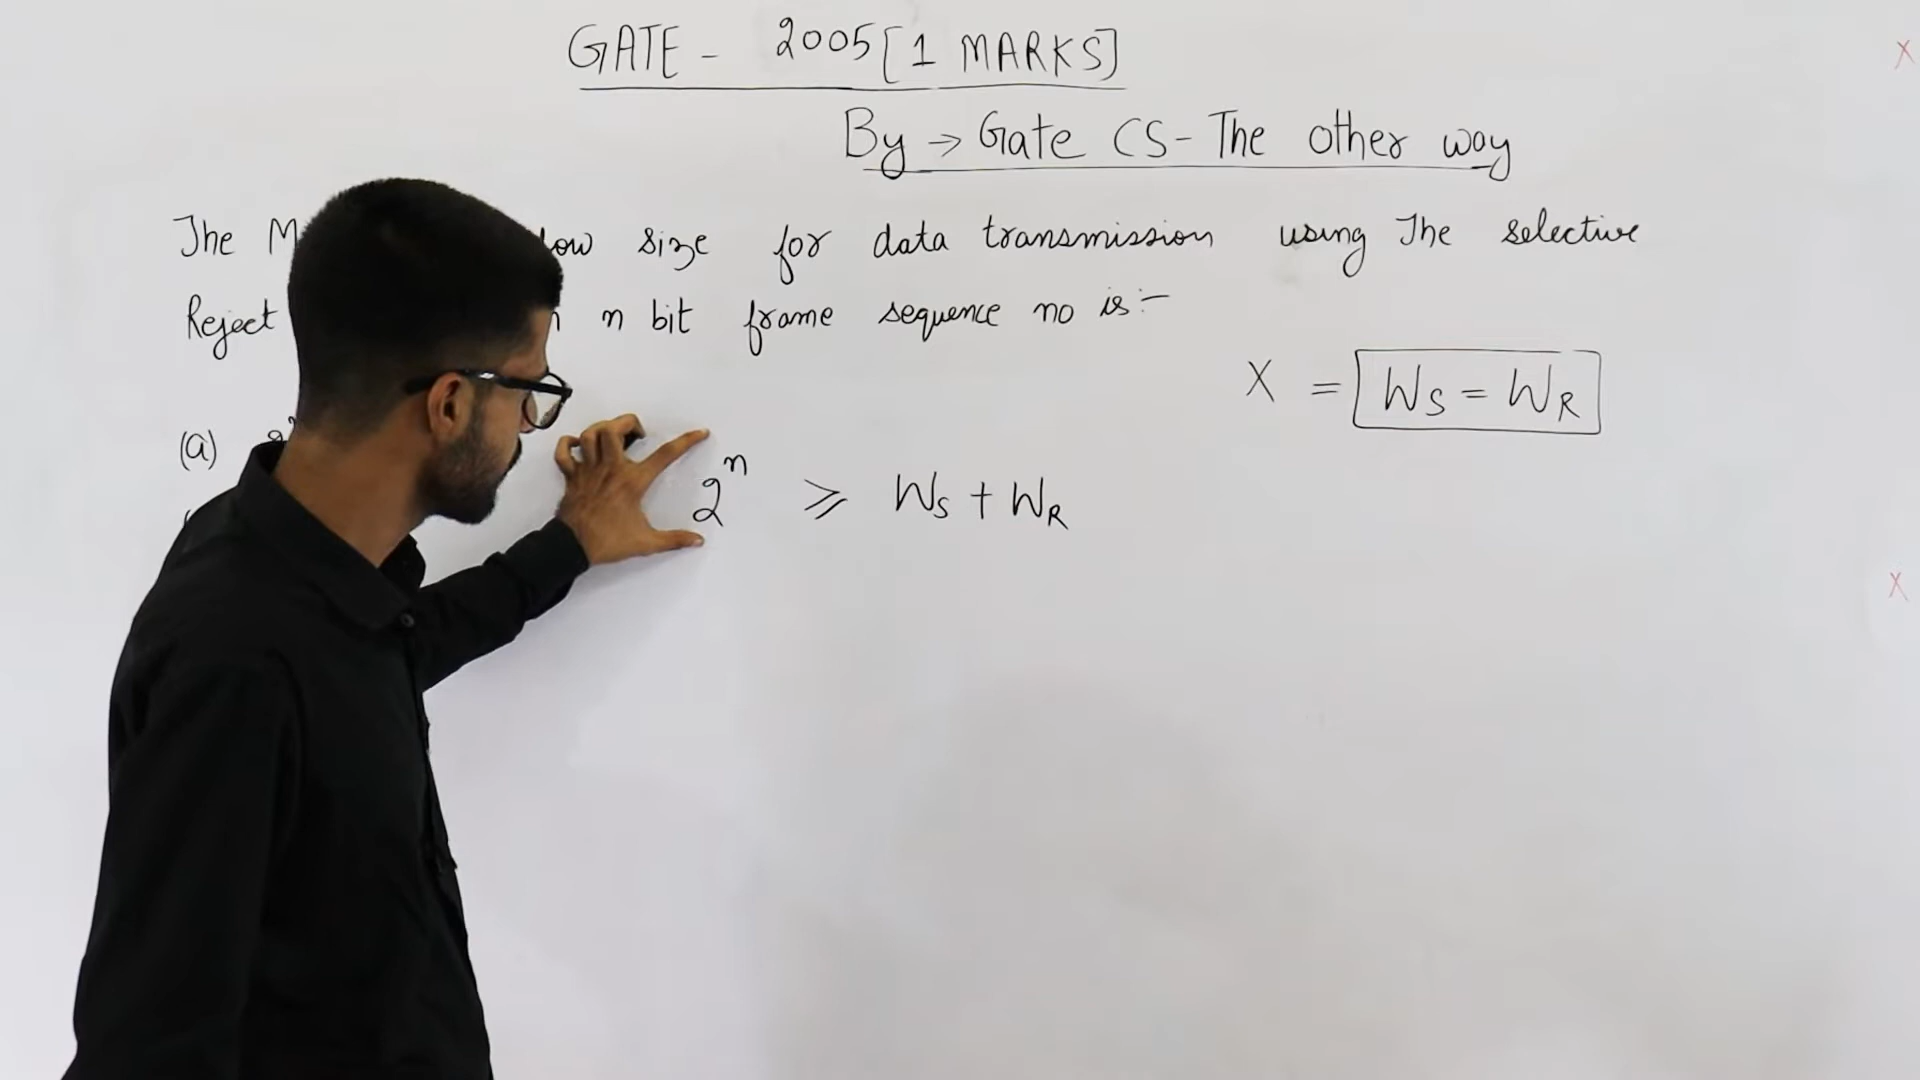 GATE - 2005 [1 MARKS]
By → Gate CS - The other way
The size for data transmission using The selective
Reject n bit frame sequence no is :-
X = WS = WR
(a)
2^n ⩾ WS + WR
X
X